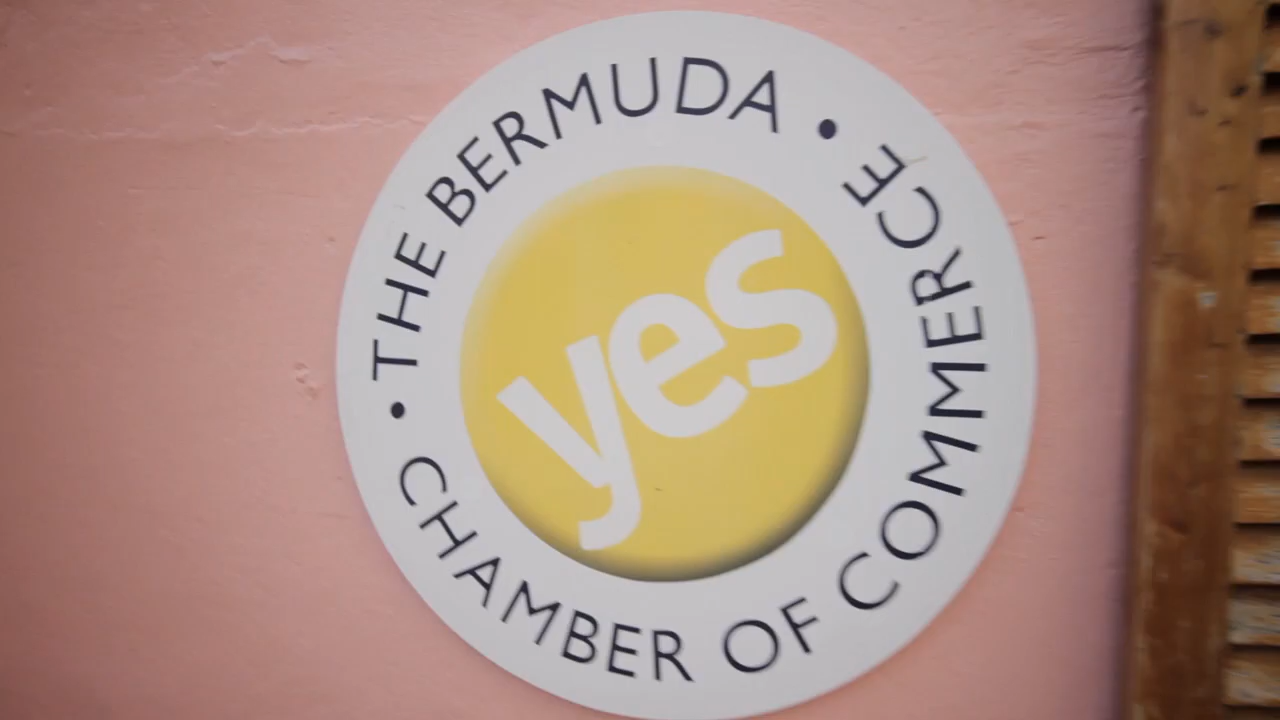 • THE BERMUDA •
CHAMBER OF COMMERCE
yes